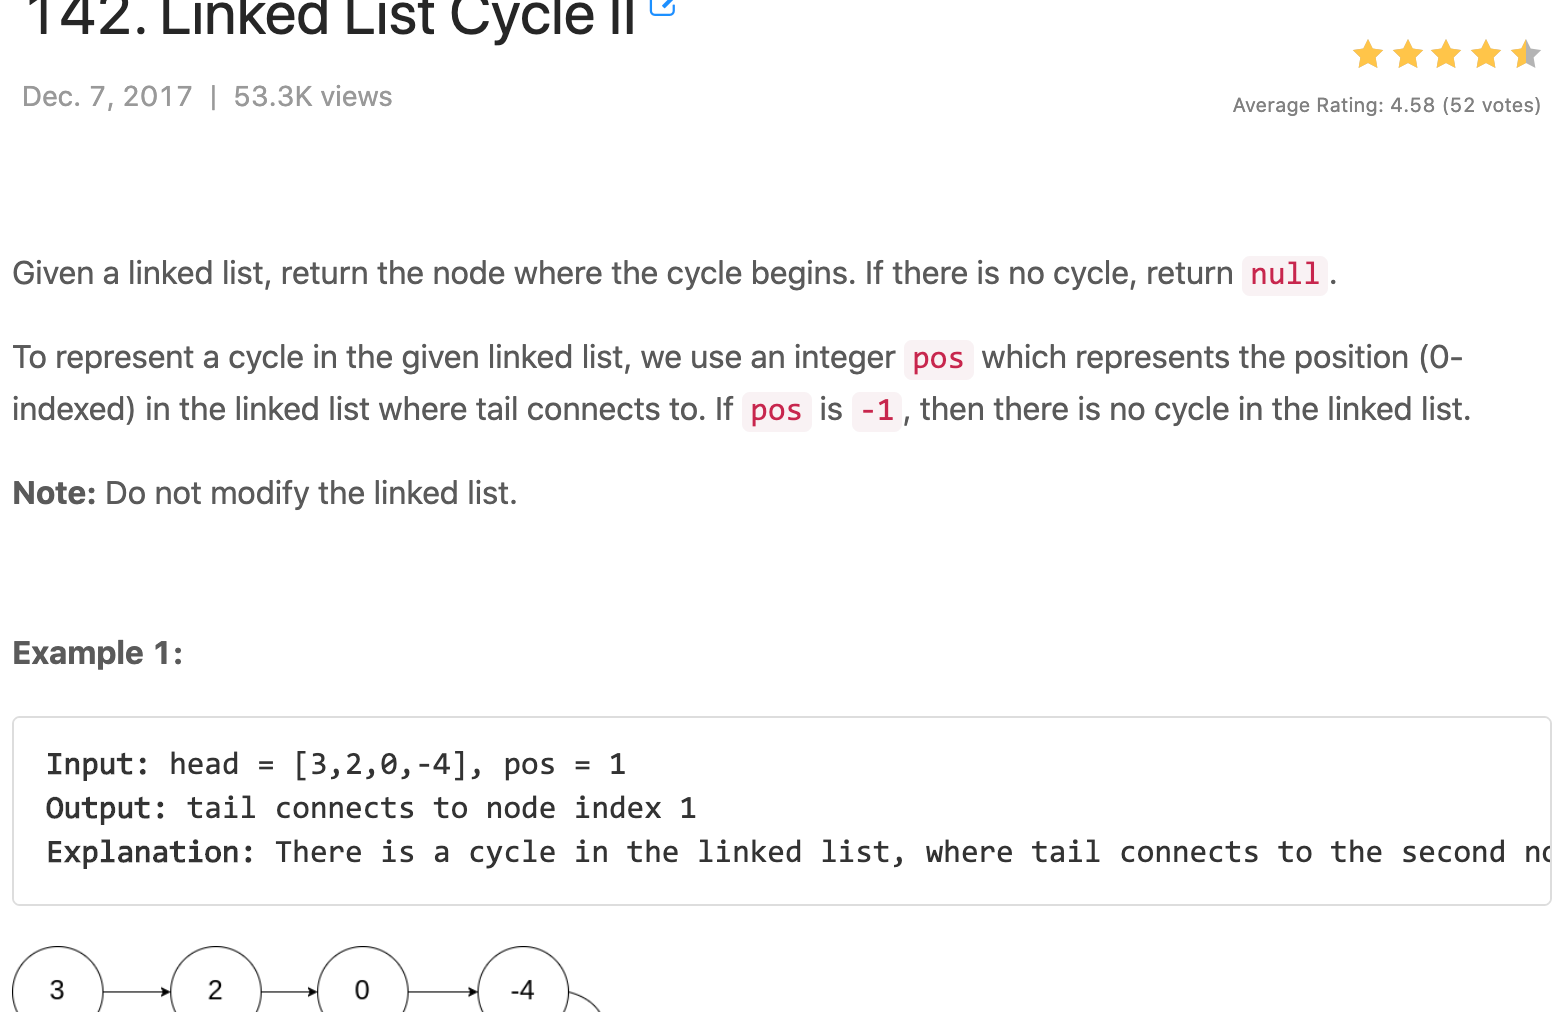 142. Linked List Cycle II
Dec. 7, 2017 | 53.3K views
Average Rating: 4.58 (52 votes)
Given a linked list, return the node where the cycle begins. If there is no cycle, return null.
To represent a cycle in the given linked list, we use an integer pos which represents the position (0-
indexed) in the linked list where tail connects to. If pos is -1, then there is no cycle in the linked list.
Note: Do not modify the linked list.
Example 1:
Input: head = [3,2,0,-4], pos = 1
Output: tail connects to node index 1
Explanation: There is a cycle in the linked list, where tail connects to the second
3 2 0 -4